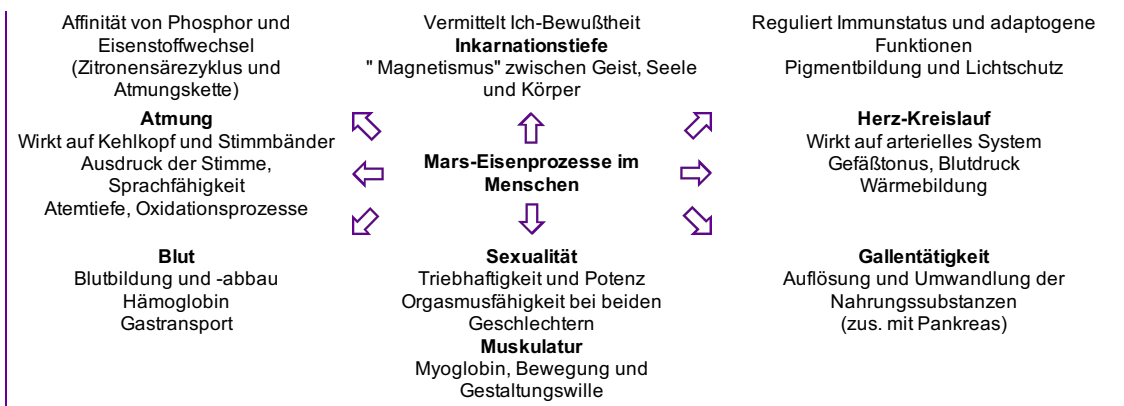 Affinität von Phosphor und
Eisenstoffwechsel
(Zitronensärezyklus und
Atmungskette)
Vermittelt Ich-Bewußtheit
Inkarnationstiefe
" Magnetismus" zwischen Geist, Seele
und Körper
Reguliert Immunstatus und adaptogene
Funktionen
Pigmentbildung und Lichtschutz
Atmung
Wirkt auf Kehlkopf und Stimmbänder
Ausdruck der Stimme,
Sprachfähigkeit
Atemtiefe, Oxidationsprozesse
Mars-Eisenprozesse im
Menschen
Herz-Kreislauf
Wirkt auf arterielles System
Gefäßtonus, Blutdruck
Wärmebildung
Blut
Blutbildung und -abbau
Hämoglobin
Gastransport
Sexualität
Triebhaftigkeit und Potenz
Orgasmusfähigkeit bei beiden
Geschlechtern
Muskulatur
Myoglobin, Bewegung und
Gestaltungswille
Gallentätigkeit
Auflösung und Umwandlung der
Nahrungssubstanzen
(zus. mit Pankreas)